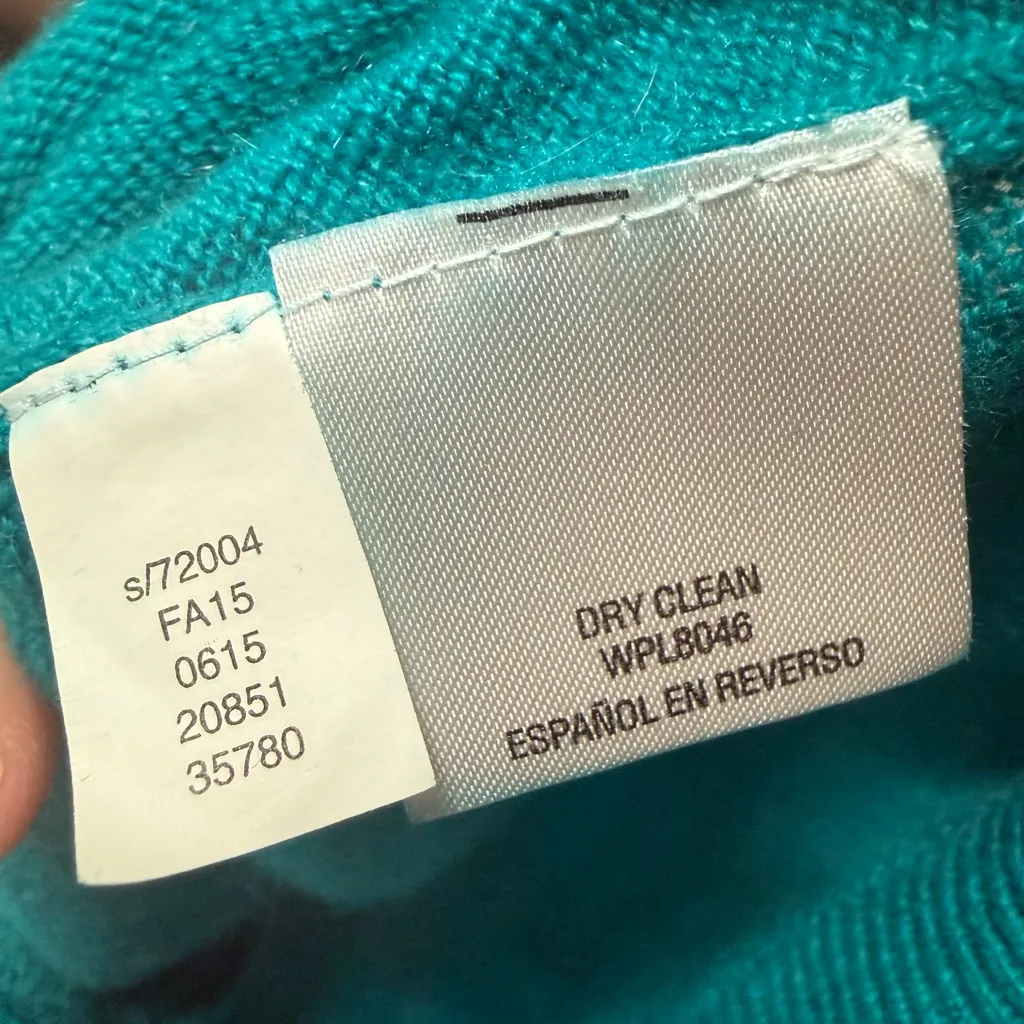 s/72004
FA15
0615
20851
35780
DRY CLEAN
WPL8046
ESPAÑOL EN REVERSO